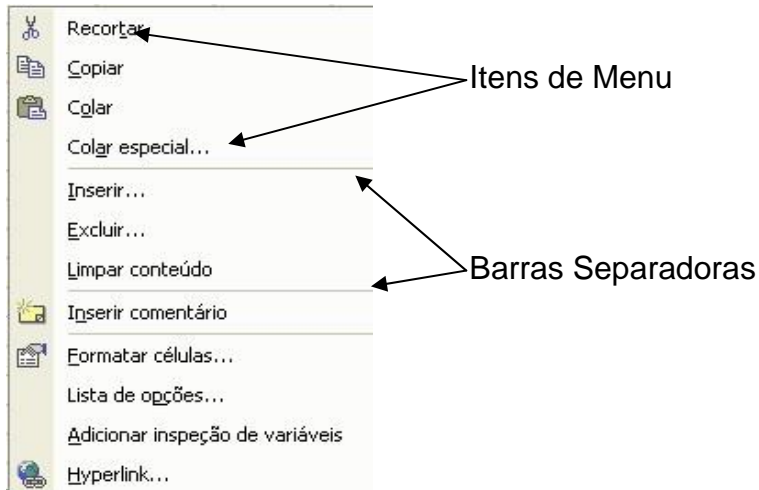 Recortar
Copiar
Colar
Colar especial...
Inserir...
Excluir...
Limpar conteúdo
Inserir comentário
Formatar células...
Lista de opções...
Adicionar inspeção de variáveis
Hyperlink...
Itens de Menu
Barras Separadoras